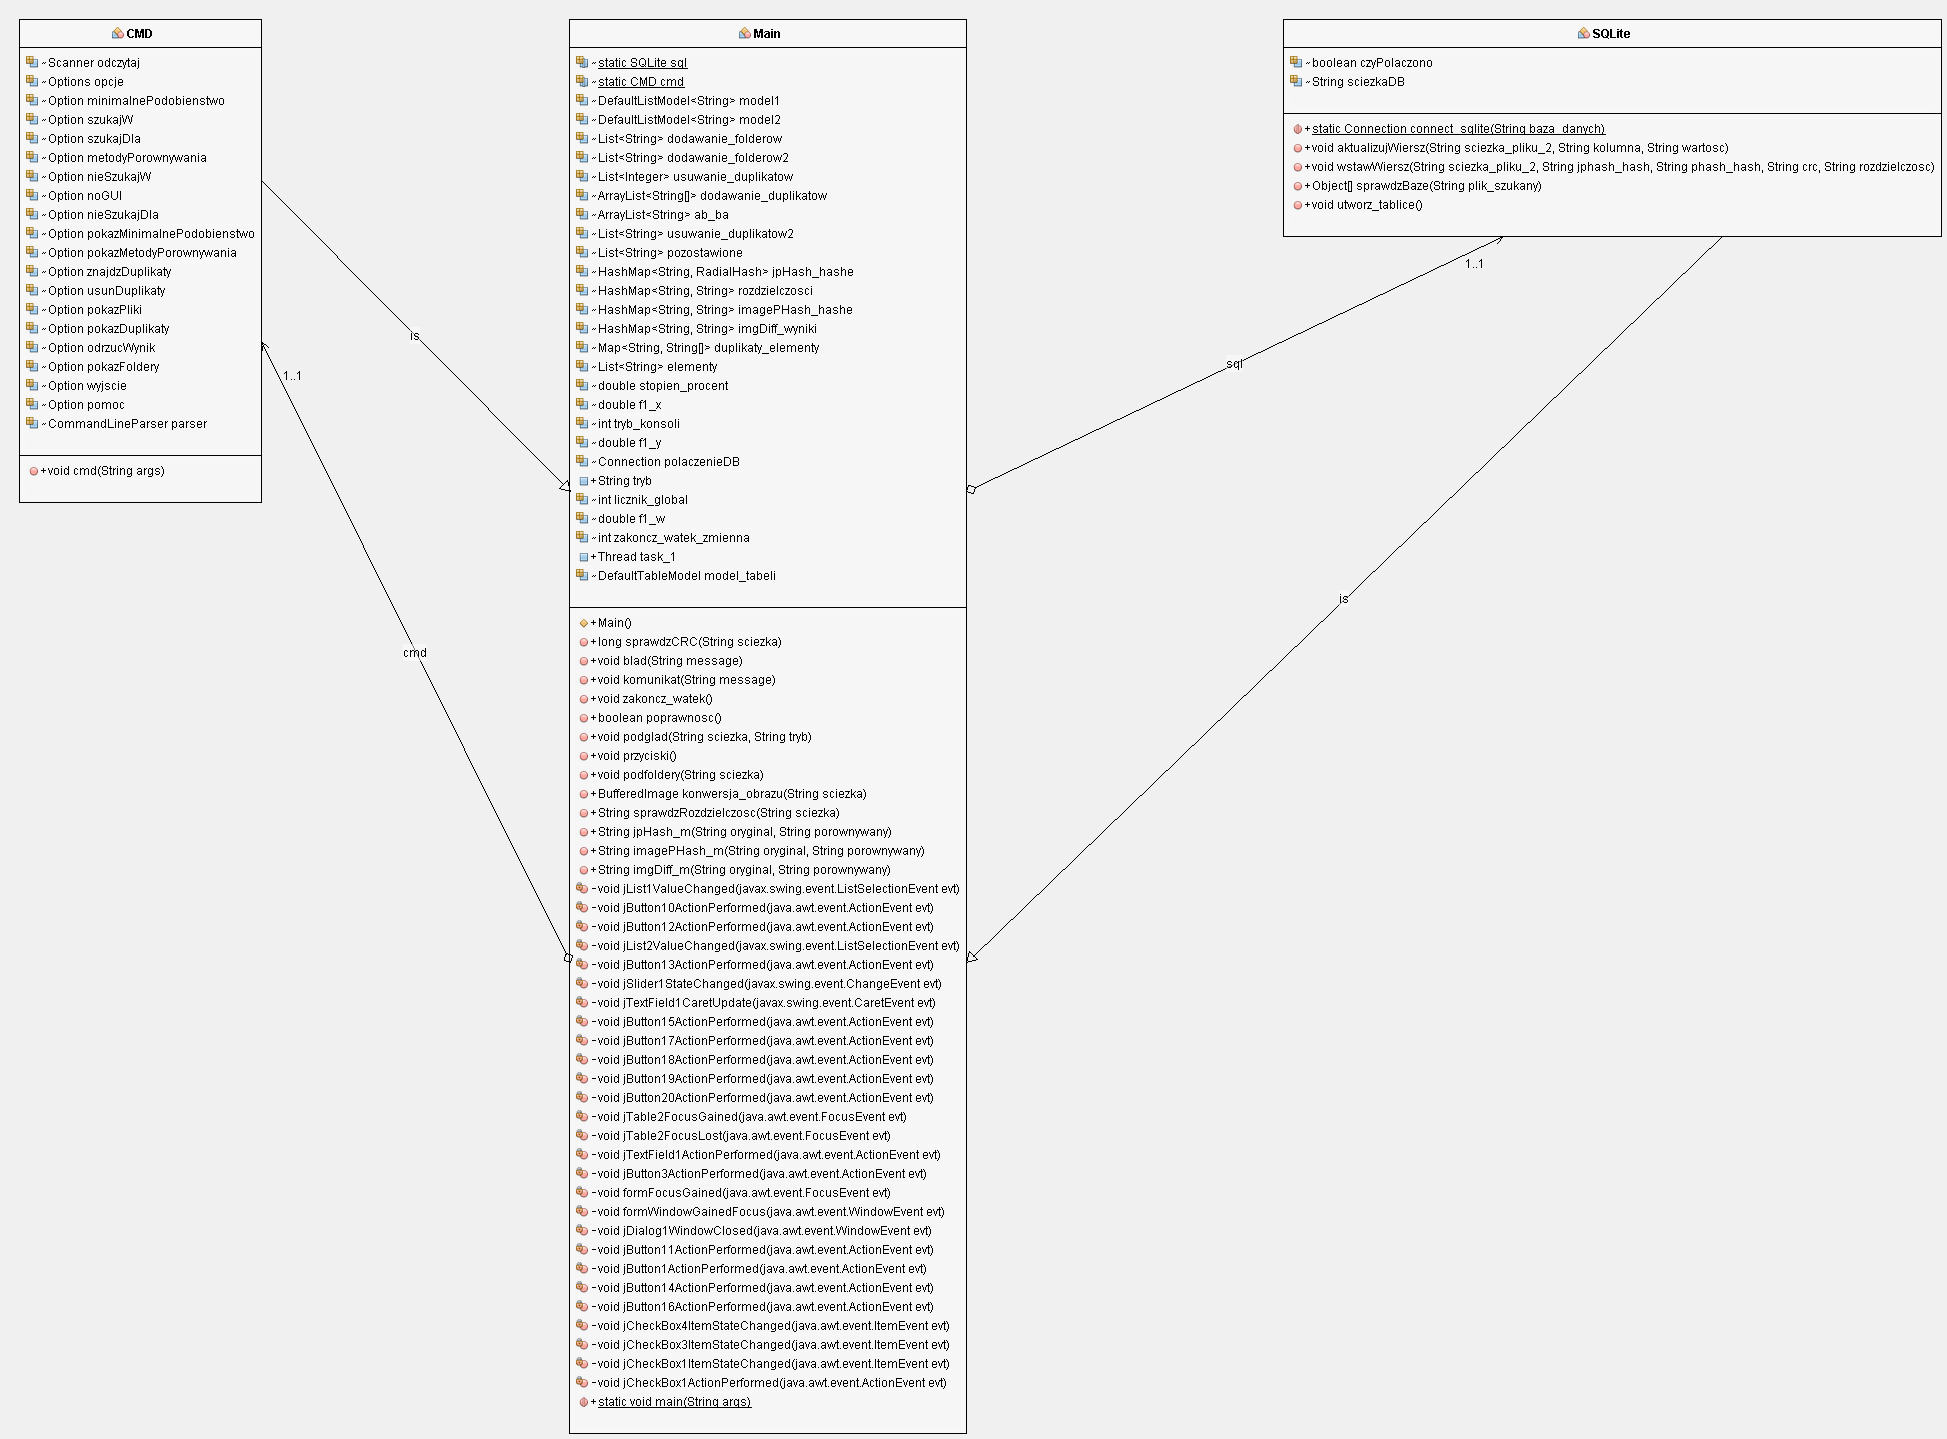 CMD
~Scanner odczytaj
~Options opcje
~Option minimalnePodobienstwo
~Option szukajW
~Option szukajDla
~Option metodyPorownywania
~Option nieSzukajW
~Option noGUI
~Option nieSzukajDla
~Option pokazMinimalnePodobienstwo
~Option pokazMetodyPorownywania
~Option znajdzDuplikaty
~Option usunDuplikaty
~Option pokazPliki
~Option pokazDuplikaty
~Option odrzucWynik
~Option pokazFoldery
~Option wyjscie
~Option pomoc
~CommandLineParser parser
+void cmd(String args)
is
1..1
cmd
Main
~static SQLite sql
~static CMD cmd
~DefaultListModel<String> model1
~DefaultListModel<String> model2
~List<String> dodawanie_folderow
~List<String> dodawanie_folderow2
~List<Integer> usuwanie_duplikatow
~ArrayList<String[]> dodawanie_duplikatow
~ArrayList<String> ab_ba
~List<String> usuwanie_duplikatow2
~List<String> pozostawione
~HashMap<String, RadialHash> jpHash_hashe
~HashMap<String, String> rozdzielczosci
~HashMap<String, String> imagePHash_hashe
~HashMap<String, String> imgDiff_wyniki
~Map<String, String[]> duplikaty_elementy
~List<String> elementy
~double stopien_procent
~double f1_x
~int tryb_konsoli
~double f1_y
~Connection polaczenieDB
+String tryb
~int licznik_global
~double f1_w
~int zakoncz_watek_zmienna
+Thread task_1
~DefaultTableModel model_tabeli
+Main()
+long sprawdzCRC(String sciezka)
+void blad(String message)
+void komunikat(String message)
+void zakoncz_watek()
+boolean poprawnosc()
+void podglad(String sciezka, String tryb)
+void przyciski()
+void podfoldery(String sciezka)
+BufferedImage konwersja_obrazu(String sciezka)
+String sprawdzRozdzielczosc(String sciezka)
+String jpHash_m(String oryginal, String porownywany)
+String imagePHash_m(String oryginal, String porownywany)
+String imgDiff_m(String oryginal, String porownywany)
-void jList1ValueChanged(javax.swing.event.ListSelectionEvent evt)
-void jButton10ActionPerformed(java.awt.event.ActionEvent evt)
-void jButton12ActionPerformed(java.awt.event.ActionEvent evt)
-void jList2ValueChanged(javax.swing.event.ListSelectionEvent evt)
-void jButton13ActionPerformed(java.awt.event.ActionEvent evt)
-void jSlider1StateChanged(javax.swing.event.ChangeEvent evt)
-void jTextField1CaretUpdate(javax.swing.event.CaretEvent evt)
-void jButton15ActionPerformed(java.awt.event.ActionEvent evt)
-void jButton17ActionPerformed(java.awt.event.ActionEvent evt)
-void jButton18ActionPerformed(java.awt.event.ActionEvent evt)
-void jButton19ActionPerformed(java.awt.event.ActionEvent evt)
-void jButton20ActionPerformed(java.awt.event.ActionEvent evt)
-void jTable2FocusGained(java.awt.event.FocusEvent evt)
-void jTable2FocusLost(java.awt.event.FocusEvent evt)
-void jTextField1ActionPerformed(java.awt.event.ActionEvent evt)
-void jButton3ActionPerformed(java.awt.event.ActionEvent evt)
-void formFocusGained(java.awt.event.FocusEvent evt)
-void formWindowGainedFocus(java.awt.event.WindowEvent evt)
-void jDialog1WindowClosed(java.awt.event.WindowEvent evt)
-void jButton11ActionPerformed(java.awt.event.ActionEvent evt)
-void jButton1ActionPerformed(java.awt.event.ActionEvent evt)
-void jButton14ActionPerformed(java.awt.event.ActionEvent evt)
-void jButton16ActionPerformed(java.awt.event.ActionEvent evt)
-void jCheckBox4ItemStateChanged(java.awt.event.ItemEvent evt)
-void jCheckBox3ItemStateChanged(java.awt.event.ItemEvent evt)
-void jCheckBox1ItemStateChanged(java.awt.event.ItemEvent evt)
-void jCheckBox1ActionPerformed(java.awt.event.ActionEvent evt)
+static void main(String args)
SQLite
~boolean czyPolaczono
~String sciezkaDB
+static Connection connect_sqlite(String baza_danych)
+void aktualizujWiersz(String sciezka_pliku_2, String kolumna, String wartosc)
+void wstawWiersz(String sciezka_pliku_2, String jphash_hash, String phash_hash, String crc, String rozdzielczosc)
+Object[] sprawdzBaze(String plik_szukany)
+void utworz_tablice()
1..1
sql
is